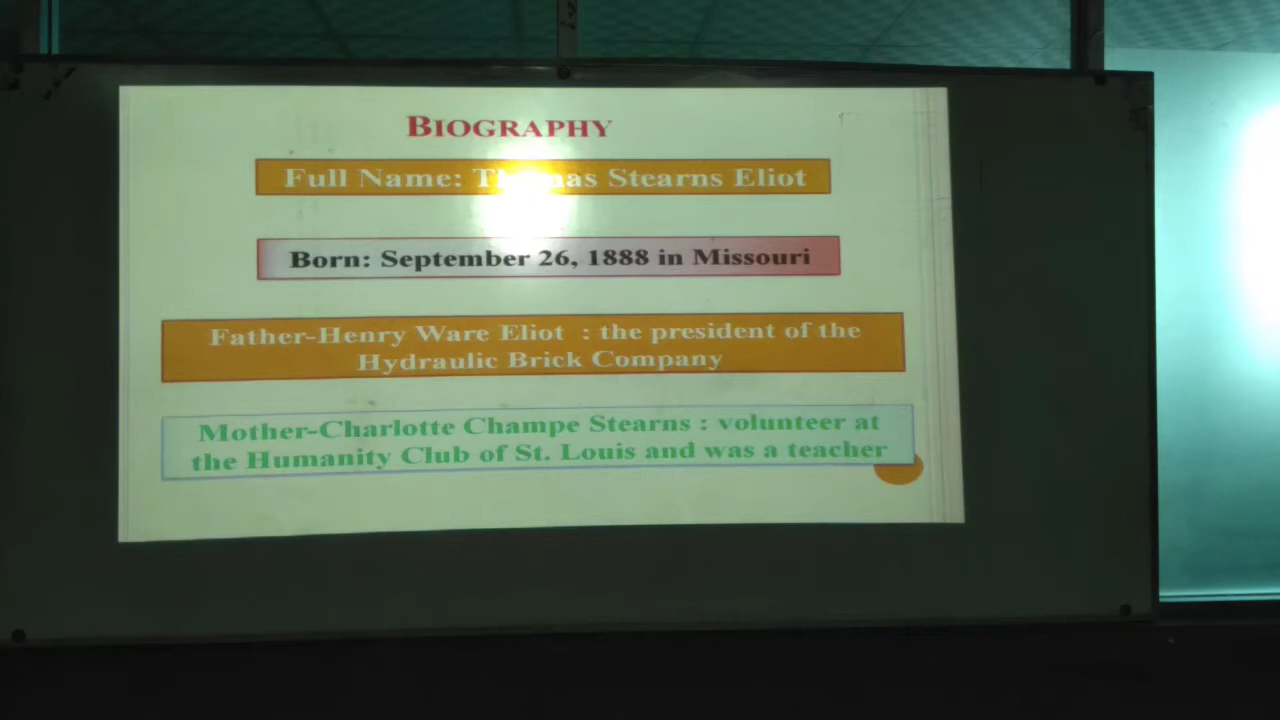 BIOGRAPHY
Full Name: Thomas Stearns Eliot
Born: September 26, 1888 in Missouri
Father-Henry Ware Eliot : the president of the
Hydraulic Brick Company
Mother-Charlotte Champe Stearns : volunteer at
the Humanity Club of St. Louis and was a teacher